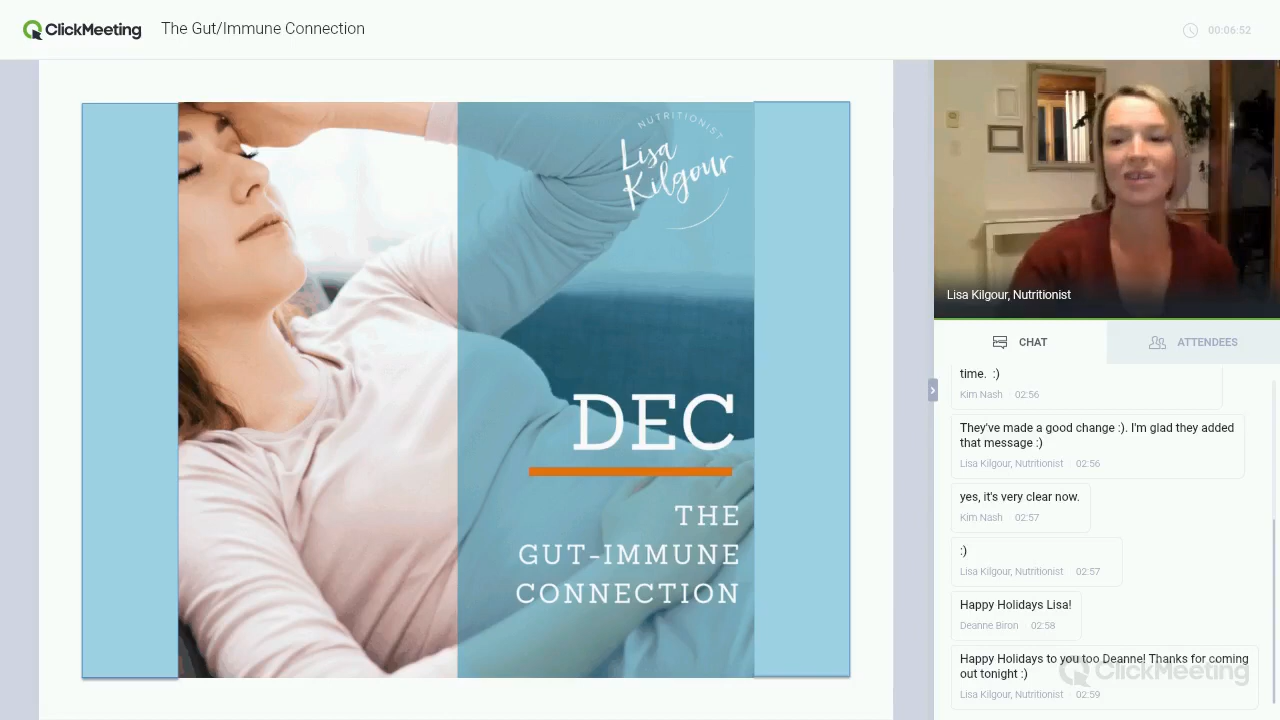 ClickMeeting
The Gut/Immune Connection
00:06:52
NUTRITIONIST
Lisa
Kilgour
DEC
THE
GUT-IMMUNE
CONNECTION
Lisa Kilgour, Nutritionist
CHAT
ATTENDEES
time. :)
Kim Nash 02:56
They've made a good change :). I'm glad they added
that message :)
Lisa Kilgour, Nutritionist 02:56
yes, it's very clear now.
Kim Nash 02:57
:)
Lisa Kilgour, Nutritionist 02:57
Happy Holidays Lisa!
Deanne Biron 02:58
Happy Holidays to you too Deanne! Thanks for coming
out tonight :)
Lisa Kilgour, Nutritionist 02:59
ClickMeeting